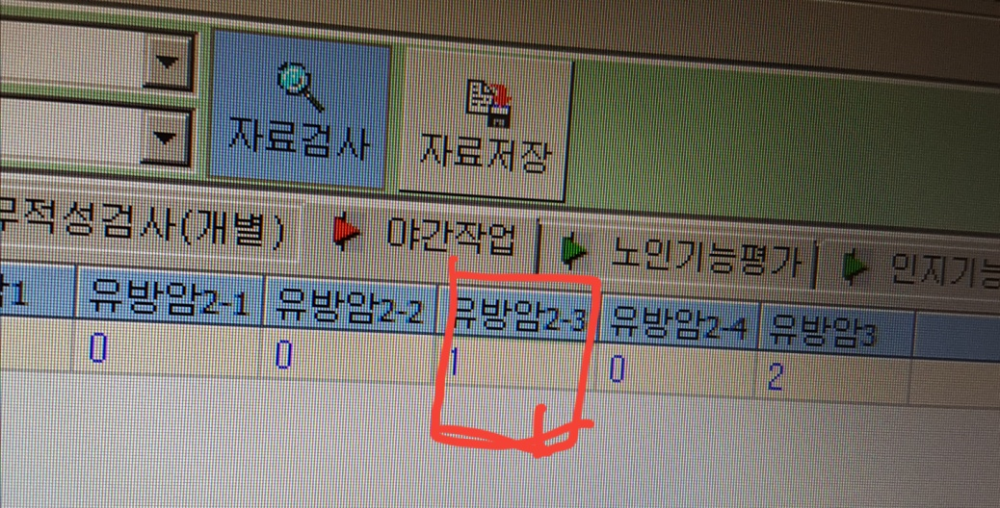 자료검사
자료저장
무적성검사(개별)
야간작업
노인기능평가
인지기능
암1 유방암2-1 유방암2-2 유방암2-3 유방암2-4 유방암3
0 0 1 0 2